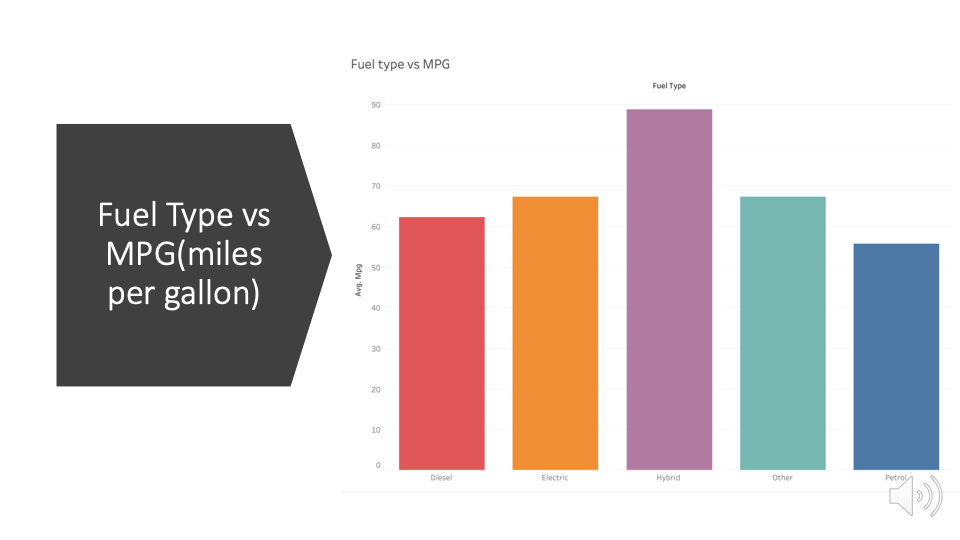 Fuel Type vs
MPG(miles
per gallon)
Fuel type vs MPG
Fuel Type
Avg. Mpg
90
80
70
60
50
40
30
20
10
0
Diesel
Electric
Hybrid
Other
Petrol